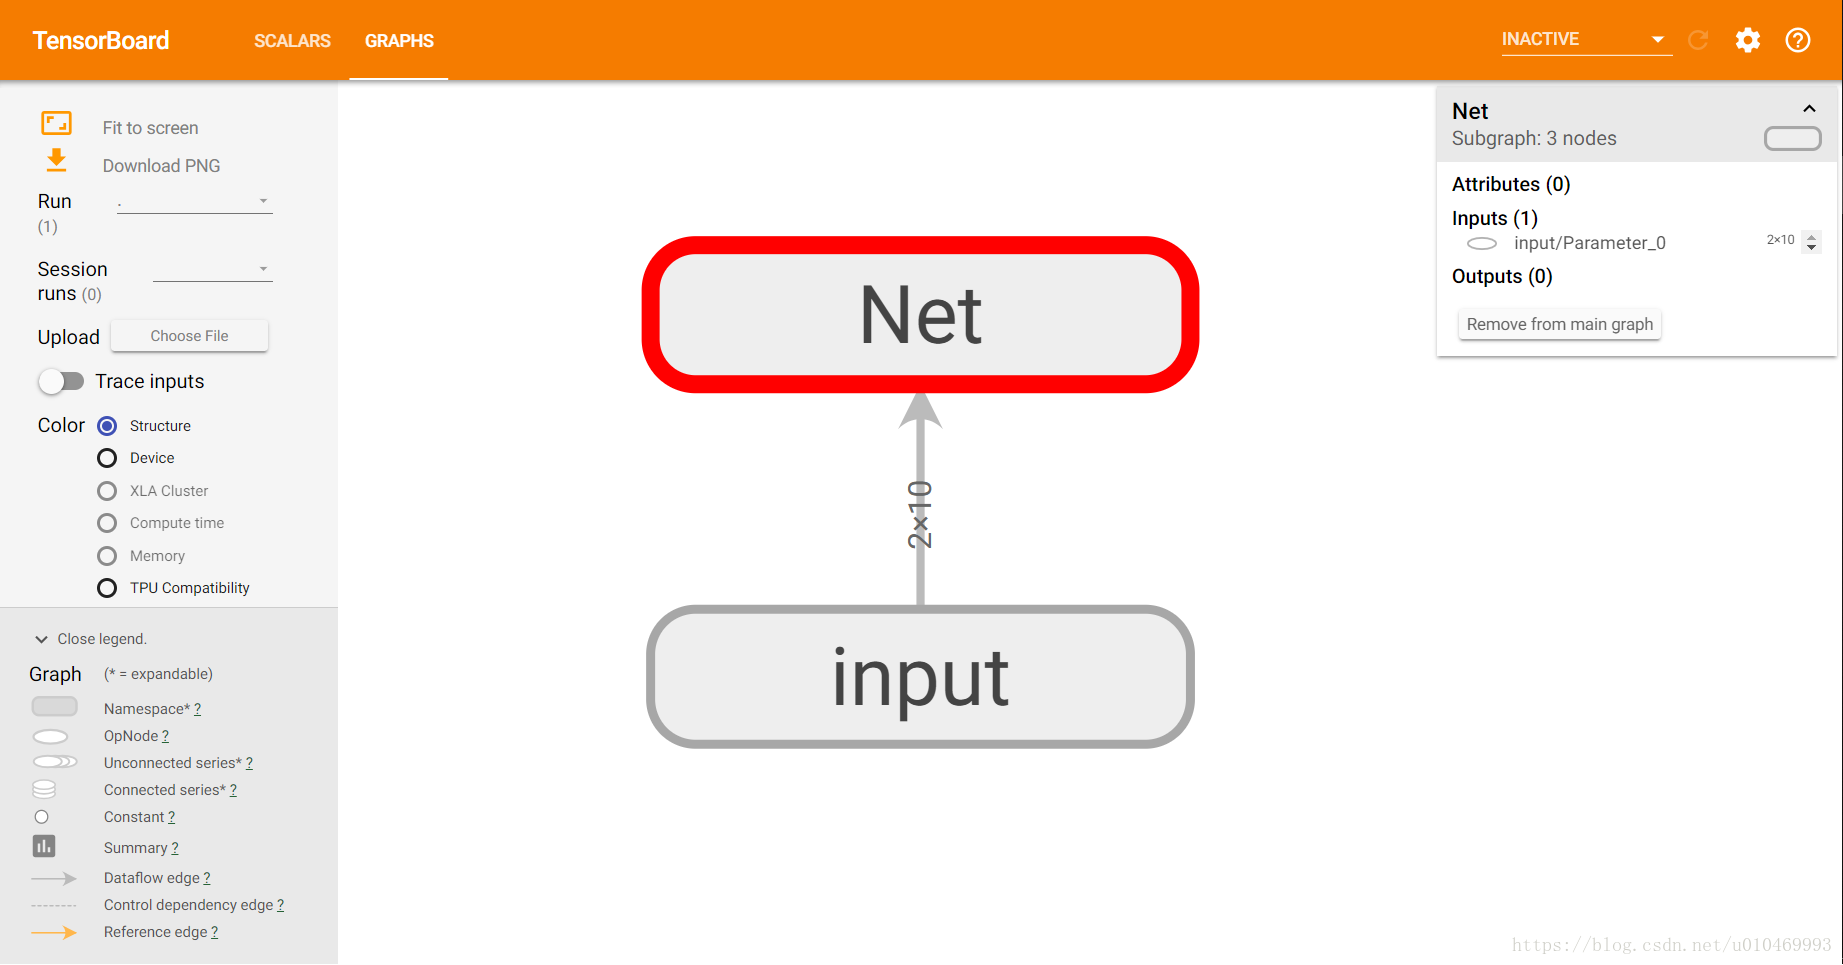 TensorBoard
SCALARS
GRAPHS
INACTIVE
Fit to screen
Download PNG
Run
(1)
.
Session
runs (0)
Upload
Choose File
Trace inputs
Color
Structure
Device
XLA Cluster
Compute time
Memory
TPU Compatibility
Close legend.
Graph
(* = expandable)
Namespace* ?
OpNode ?
Unconnected series* ?
Connected series* ?
Constant ?
Summary ?
Dataflow edge ?
Control dependency edge ?
Reference edge ?
Net
2×10
input
Net
Subgraph: 3 nodes
Attributes (0)
Inputs (1)
input/Parameter_0
2×10
Outputs (0)
Remove from main graph
https://blog.csdn.net/u010469993